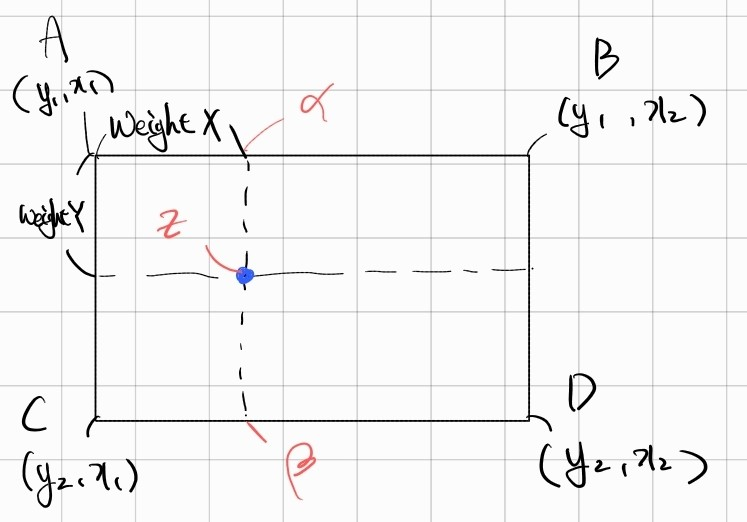 A
B
(y₁, x₁)
(y₁, x₂)
α
Weight X
Weight Y
Z
C
D
(y₂, x₁)
β
(y₂, x₂)